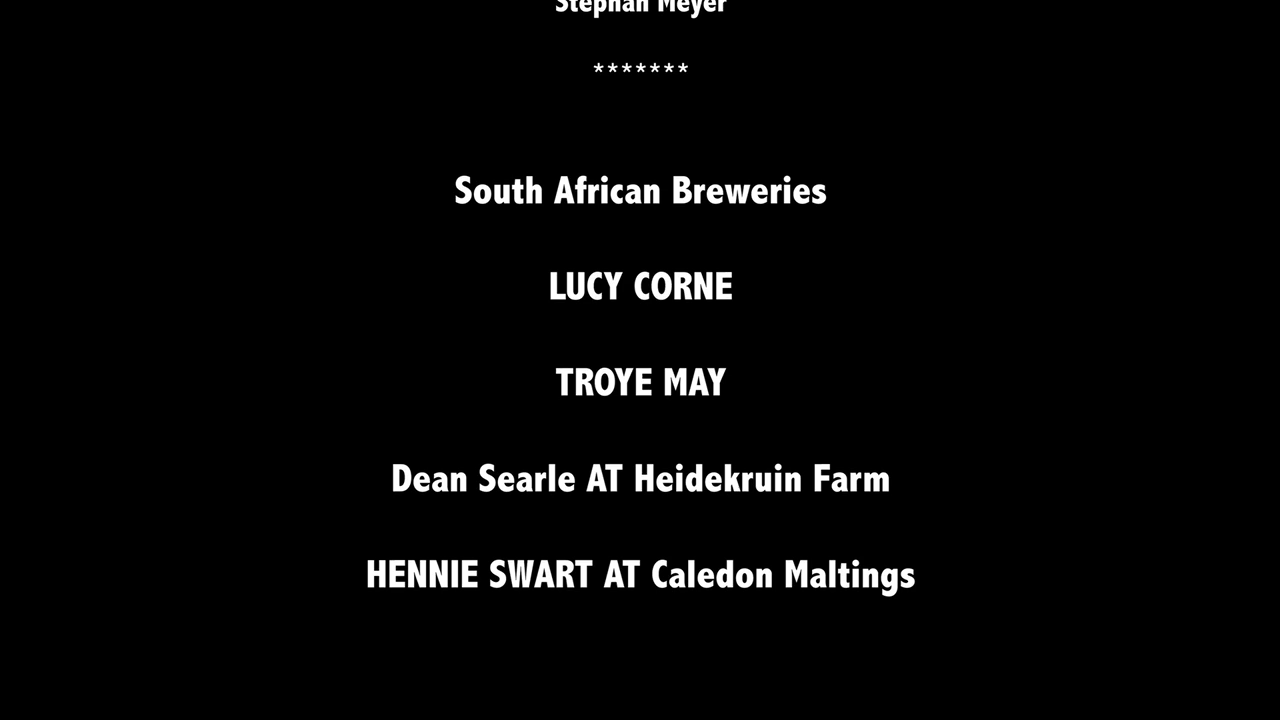 Stephan Meyer
*******
South African Breweries
LUCY CORNE
TROYE MAY
Dean Searle AT Heidekruin Farm
HENNIE SWART AT Caledon Maltings